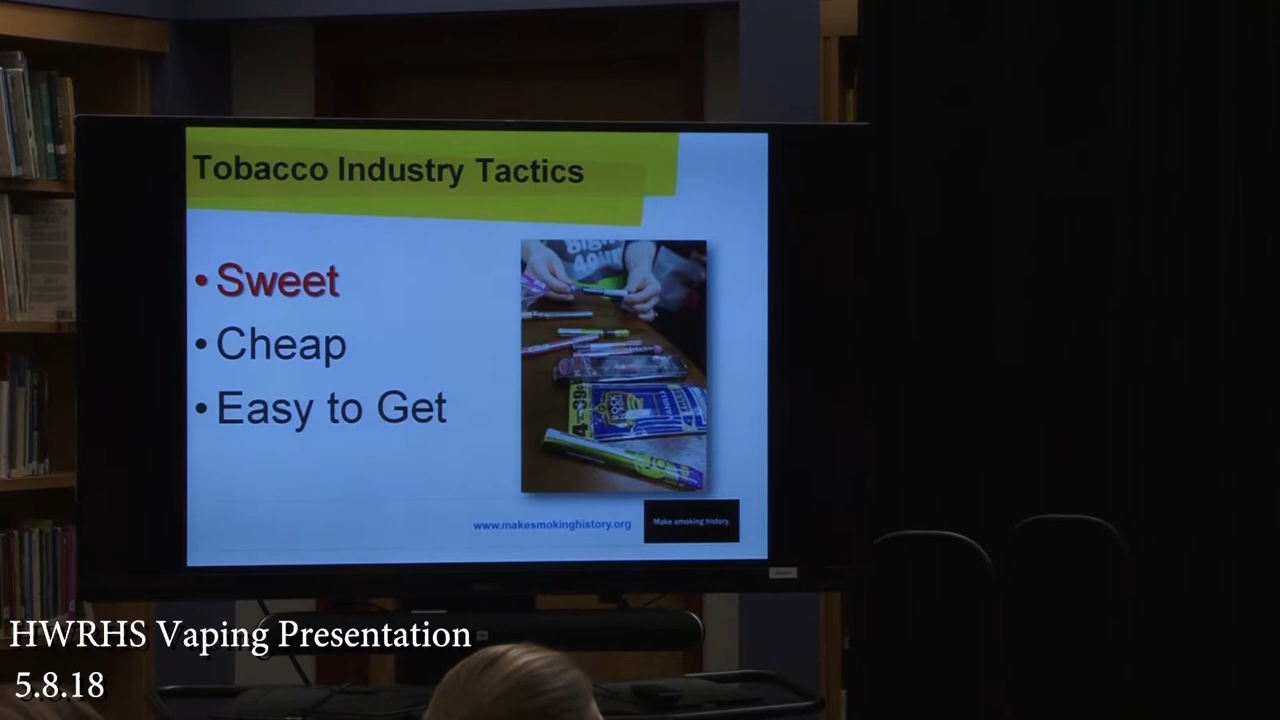 Tobacco Industry Tactics
• Sweet
• Cheap
• Easy to Get
VANILLA
www.makesmokinghistory.org
Make smoking history.
HWRHS Vaping Presentation
5.8.18